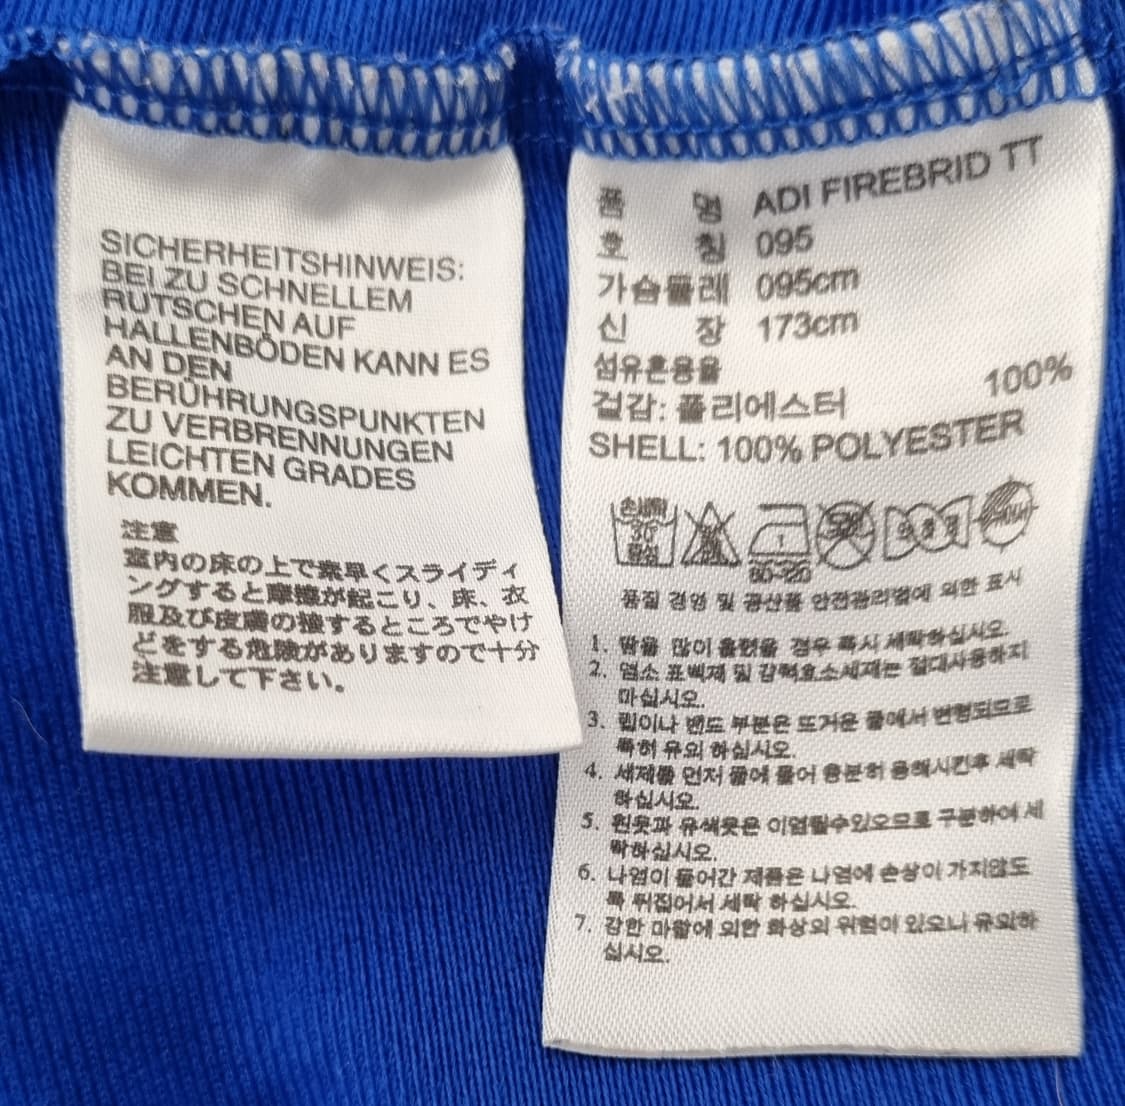 SICHERHEITSHINWEIS:
BEI ZU SCHNELLEM
RUTSCHEN AUF
HALLENBÖDEN KANN ES
AN DEN
BERÜHRUNGSPUNKTEN
ZU VERBRENNUNGEN
LEICHTEN GRADES
KOMMEN.
注意
室内の床の上で素早くスライディ
ングすると摩擦が起こり、床、衣
服及び皮膚の接するところでやけ
どをする危険がありますので十分
注意して下さい。
품 명 ADI FIREBRID TT
호 칭 095
가슴둘레 095cm
신 장 173cm
섬유혼용율
겉감: 폴리에스터 100%
SHELL: 100% POLYESTER
손세탁
30°
중성
1
80-120
품질 경영 및 공산품 안전관리법에 의한 표시
1. 땀을 많이 흘렸을 경우 즉시 세탁하십시오.
2. 염소 표백제 및 강력효소세제는 절대사용하지
마십시오.
3. 립이나 밴드 부분은 뜨거운 물에서 변형되므로
특히 유의 하십시오.
4. 세제를 먼저 물에 풀어 충분히 용해시킨후 세탁
하십시오.
5. 흰옷과 유색옷은 이염될수있으므로 구분하여 세
탁하십시오.
6. 나염이 들어간 제품은 나염에 손상이 가지않도
록 뒤집어서 세탁 하십시오.
7. 강한 마찰에 의한 화상의 위험이 있으니 유의하
십시오.